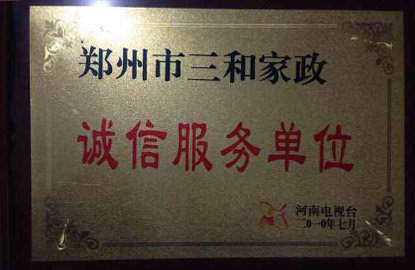 郑州市三和家政
诚信服务单位
河南电视台
二〇一〇年七月